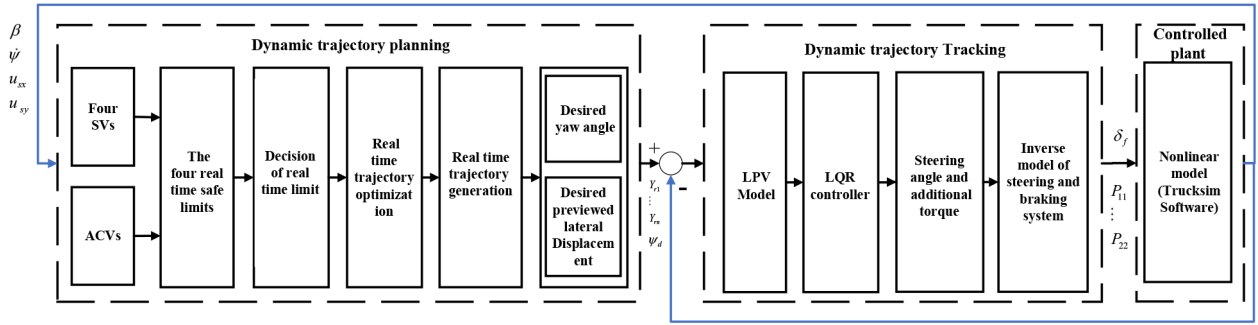 β
ψ̇
u_sx
u_sy
Dynamic trajectory planning
Four
SVs
ACVs
The
four real
time safe
limits
Decision
of real
time limit
Real
time
trajectory
optimizat
ion
Real time
trajectory
generation
Desired
yaw angle
Desired
previewed
lateral
Displacem
ent
+
-
Y_r1
⋮
Y_rn
ψ_d
Dynamic trajectory Tracking
LPV
Model
LQR
controller
Steering
angle and
additional
torque
Inverse
model of
steering and
braking
system
δ_f
P_11
⋮
P_22
Controlled
plant
Nonlinear
model
(Trucksim
Software)